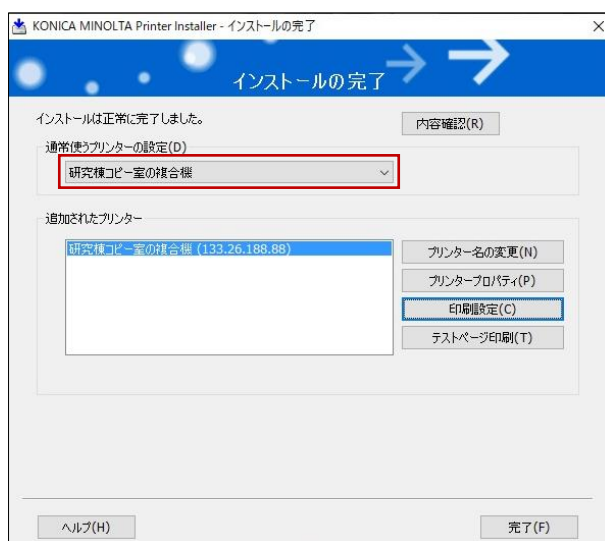 KONICA MINOLTA Printer Installer - インストールの完了
インストールの完了
インストールは正常に完了しました。
内容確認(R)
通常使うプリンターの設定(D)
研究棟コピー室の複合機
追加されたプリンター
研究棟コピー室の複合機 (133.26.188.88)
プリンター名の変更(N)
プリンタープロパティ(P)
印刷設定(C)
テストページ印刷(T)
ヘルプ(H)
完了(F)